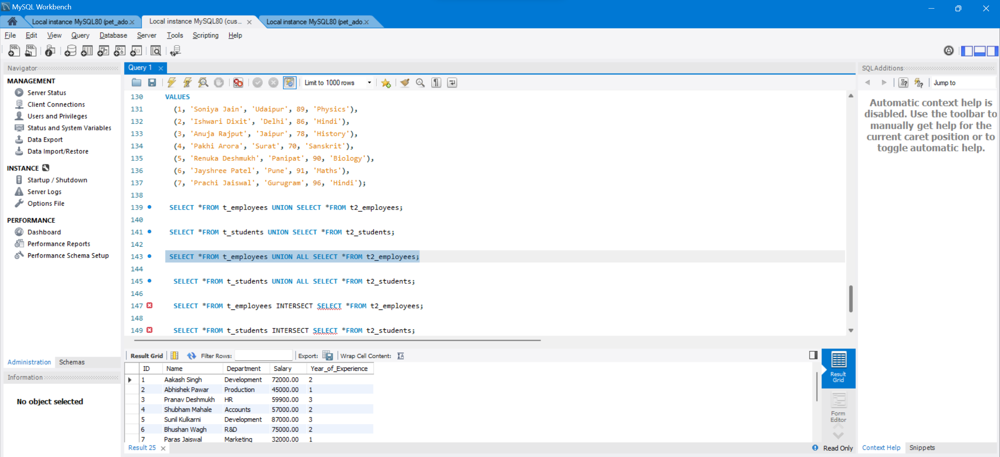 MySQL Workbench
Local instance MySQL80 (pet_ado.
Local instance MySQL80 (cus...
Local instance MySQL80 (pet_ado.
File Edit View Query Database Server Tools Scripting Help
Navigator
MANAGEMENT
Server Status
Client Connections
Users and Privileges
Status and System Variables
Data Export
Data Import/Restore
INSTANCE
Startup / Shutdown
Server Logs
Options File
PERFORMANCE
Dashboard
Performance Reports
Performance Schema Setup
Administration Schemas
Information
No object selected
Query 1
Limit to 1000 rows
130 VALUES
131 (1, 'Soniya Jain', 'Udaipur', 89, 'Physics'),
132 (2, 'Ishwari Dixit', 'Delhi', 86, 'Hindi'),
133 (3, 'Anuja Rajput', 'Jaipur', 78, 'History'),
134 (4, 'Pakhi Arora', 'Surat', 70, 'Sanskrit'),
135 (5, 'Renuka Deshmukh', 'Panipat', 90, 'Biology'),
136 (6, 'Jayshree Patel', 'Pune', 91, 'Maths'),
137 (7, 'Prachi Jaiswal', 'Gurugram', 96, 'Hindi');
138
139 SELECT *FROM t_employees UNION SELECT *FROM t2_employees;
140
141 SELECT *FROM t_students UNION SELECT *FROM t2_students;
142
143 SELECT *FROM t_employees UNION ALL SELECT *FROM t2_employees;
144
145 SELECT *FROM t_students UNION ALL SELECT *FROM t2_students;
146
147 SELECT *FROM t_employees INTERSECT SELECT *FROM t2_employees;
148
149 SELECT *FROM t_students INTERSECT SELECT *FROM t2_students;
Result Grid Filter Rows: Export: Wrap Cell Content:
ID Name Department Salary Year_of_Experience
1 Aakash Singh Development 72000.00 2
2 Abhishek Pawar Production 45000.00 1
3 Pranav Deshmukh HR 59900.00 3
4 Shubham Mahale Accounts 57000.00 2
5 Sunil Kulkarni Development 87000.00 3
6 Bhushan Wagh R&D 75000.00 2
7 Paras Jaiswal Marketing 32000.00 1
Result 25
Result
Grid
Form
Editor
Read Only
SQLAdditions
Jump to
Automatic context help is
disabled. Use the toolbar to
manually get help for the
current caret position or to
toggle automatic help.
Context Help Snippets